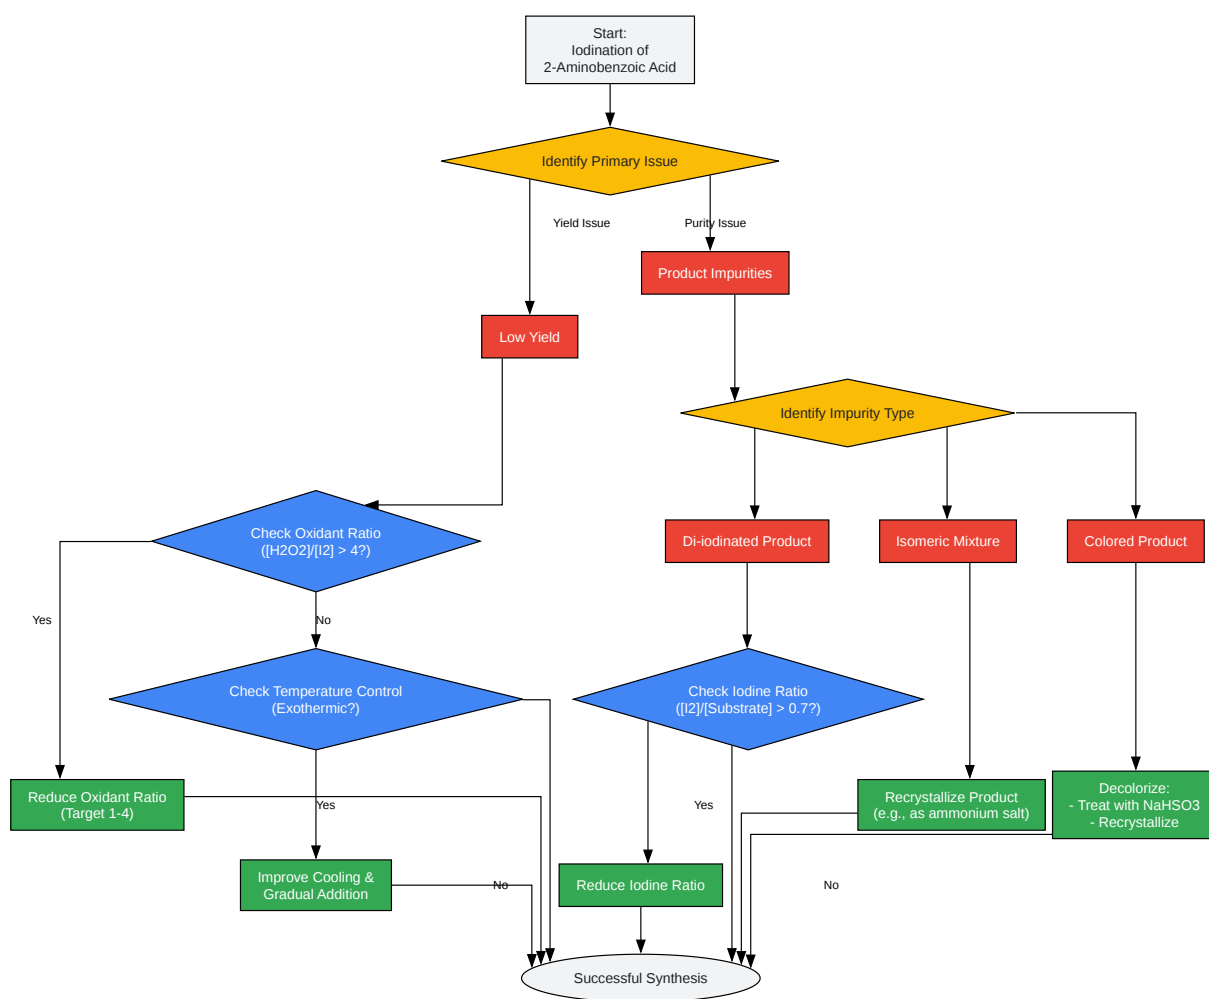 Start:
Iodination of
2-Aminobenzoic Acid
Identify Primary Issue
Yield Issue
Purity Issue
Product Impurities
Low Yield
Identify Impurity Type
Check Oxidant Ratio
([H2O2]/[I2] > 4?)
Di-iodinated Product
Isomeric Mixture
Colored Product
Yes
No
Check Temperature Control
(Exothermic?)
Check Iodine Ratio
([I2]/[Substrate] > 0.7?)
Reduce Oxidant Ratio
(Target 1-4)
Yes
Yes
Recrystallize Product
(e.g., as ammonium salt)
Decolorize:
- Treat with NaHSO3
- Recrystallize
Improve Cooling &
Gradual Addition
No
Reduce Iodine Ratio
No
Successful Synthesis